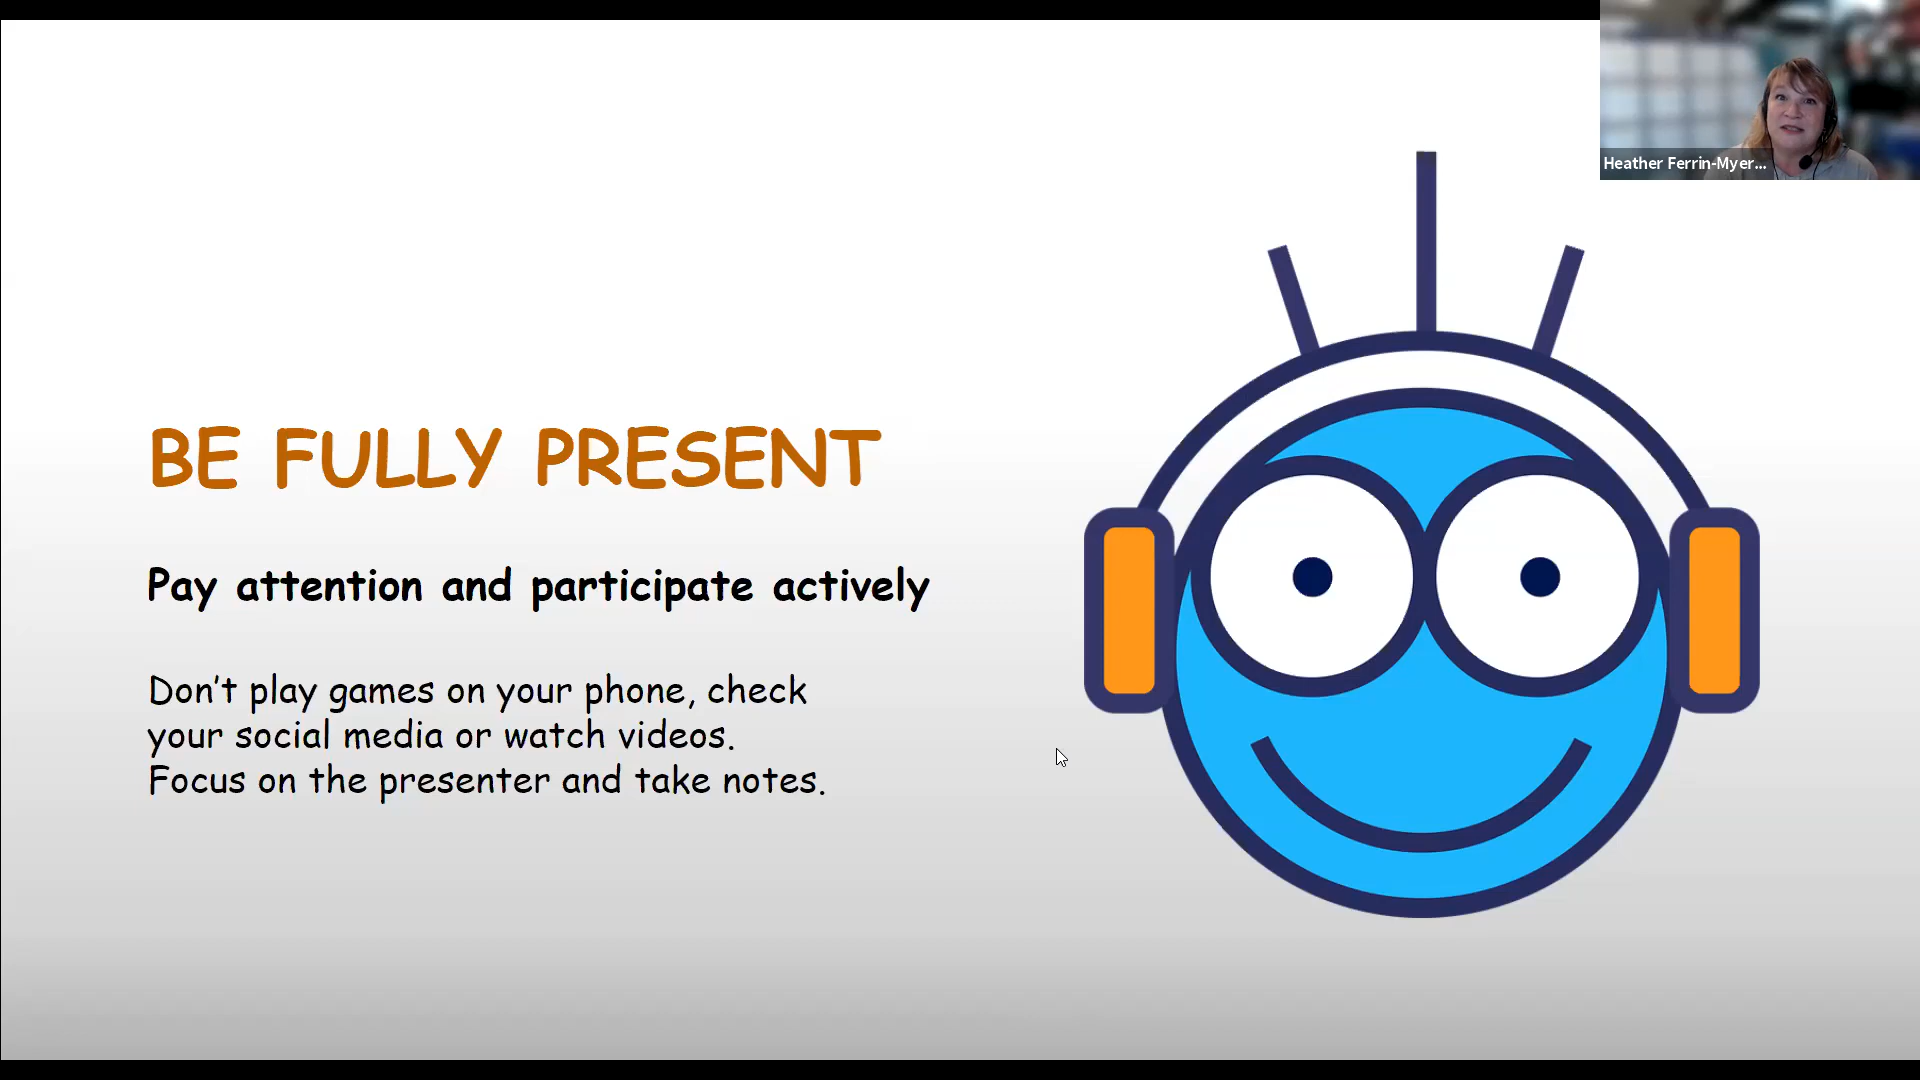 BE FULLY PRESENT
Pay attention and participate actively
Don't play games on your phone, check
your social media or watch videos.
Focus on the presenter and take notes.
Heather Ferrin-Myer...